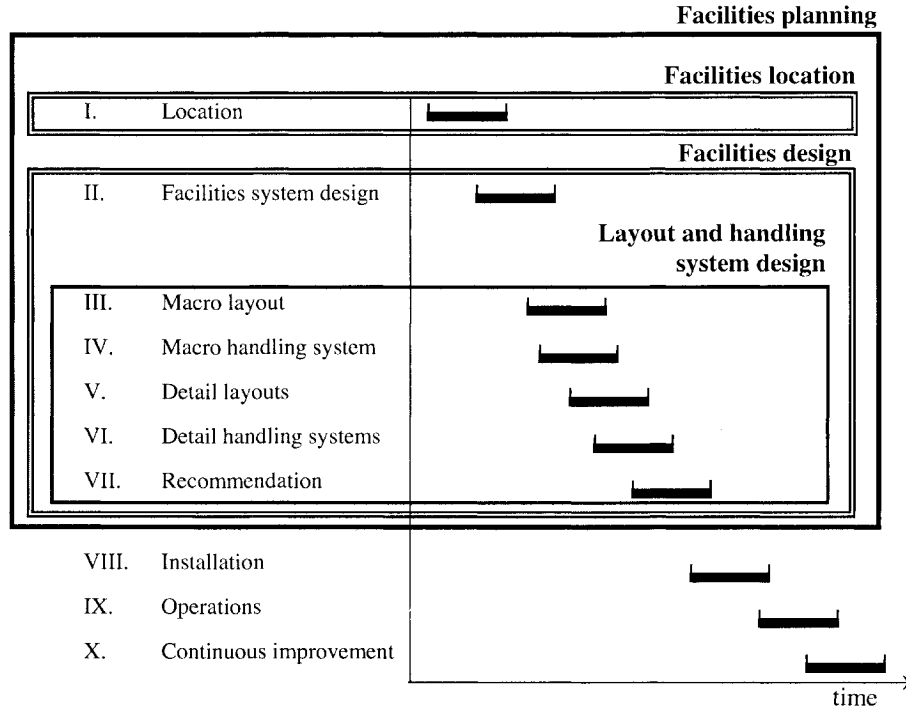 Facilities planning
Facilities location
I. Location
Facilities design
II. Facilities system design
Layout and handling
system design
III. Macro layout
IV. Macro handling system
V. Detail layouts
VI. Detail handling systems
VII. Recommendation
VIII. Installation
IX. Operations
X. Continuous improvement
time